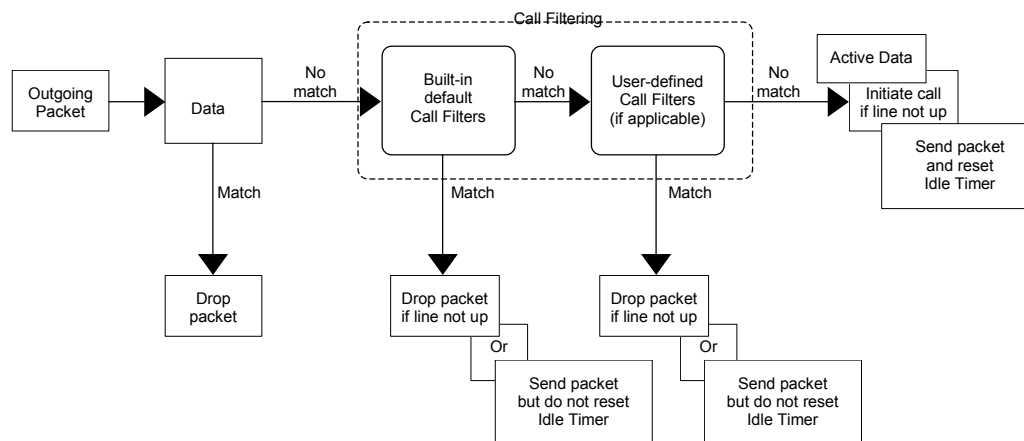 Call Filtering
Outgoing
Packet
Data
No
match
Built-in
default
Call Filters
No
match
User-defined
Call Filters
(if applicable)
No
match
Active Data
Initiate call
if line not up
Send packet
and reset
Idle Timer
Match
Match
Match
Drop
packet
Drop packet
if line not up
Or
Send packet
but do not reset
Idle Timer
Drop packet
if line not up
Or
Send packet
but do not reset
Idle Timer